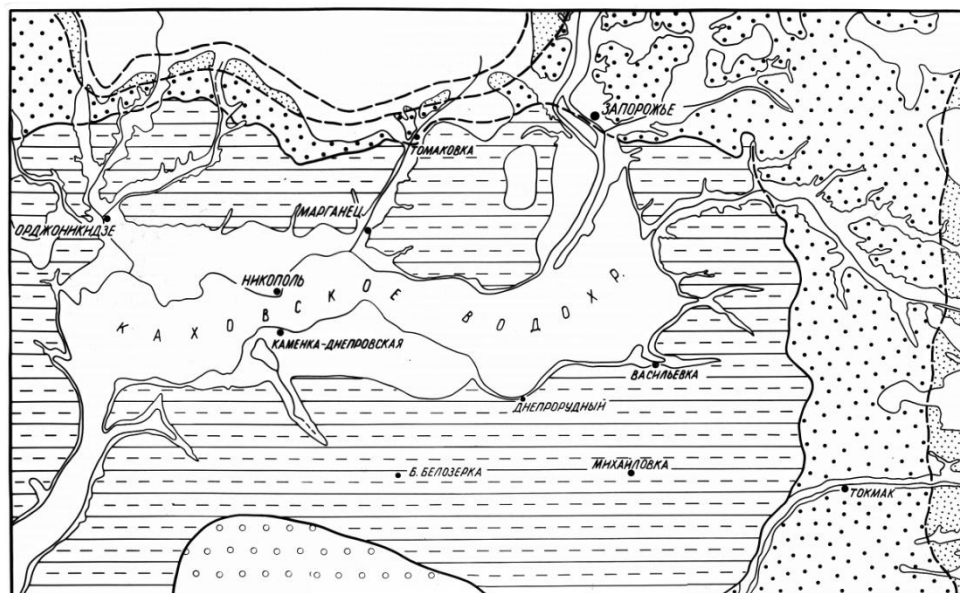 ЗАПОРОЖЬЕ
ТОМАКОВКА
МАРГАНЕЦ
ОРДЖОНИКИДЗЕ
НИКОПОЛЬ
КАХОВСКОЕ ВОДОХР.
КАМЕНКА-ДНЕПРОВСКАЯ
ВАСИЛЬЕВКА
ДНЕПРОРУДНЫЙ
Б. БЕЛОЗЕРКА
МИХАЙЛОВКА
ТОКМАК